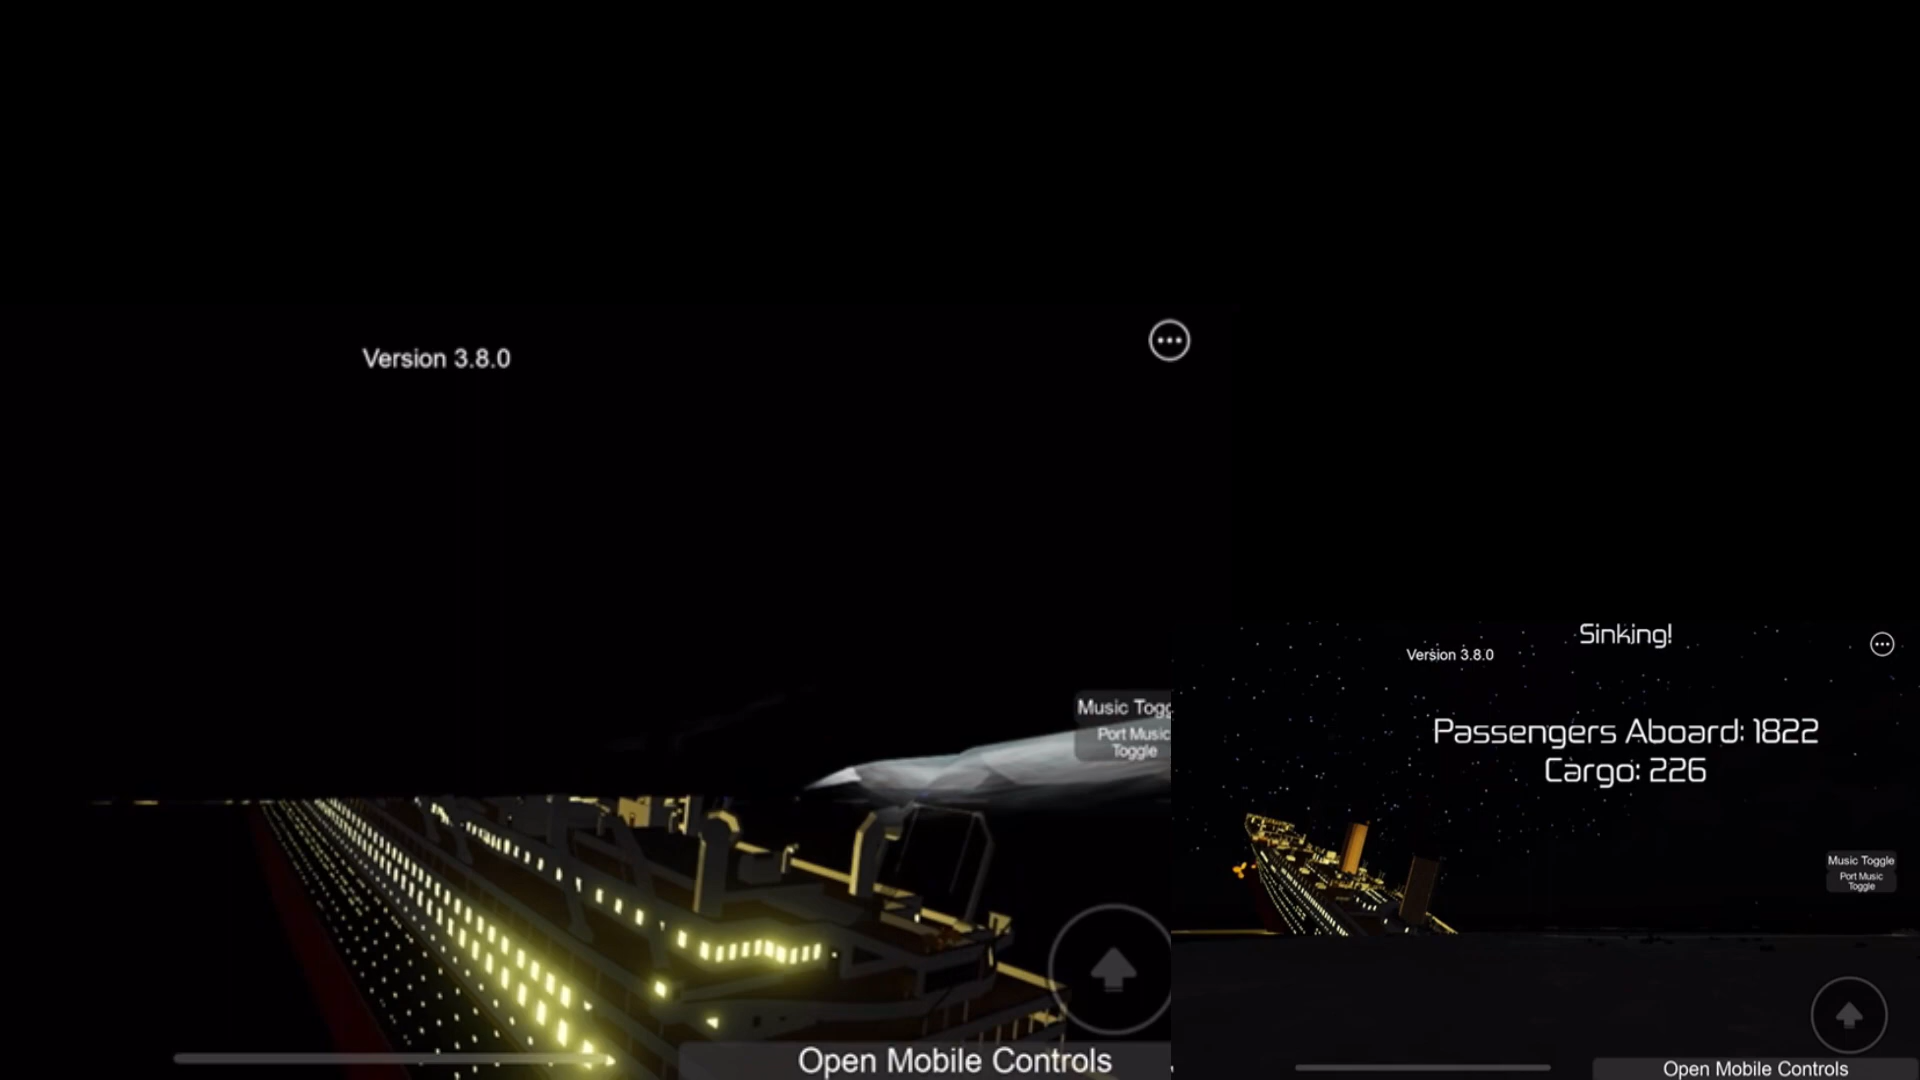 Version 3.8.0
Music Togg
Port Music
Toggle
Open Mobile Controls
Sinking!
Version 3.8.0
Passengers Aboard: 1822
Cargo: 226
Music Toggle
Port Music
Toggle
Open Mobile Controls